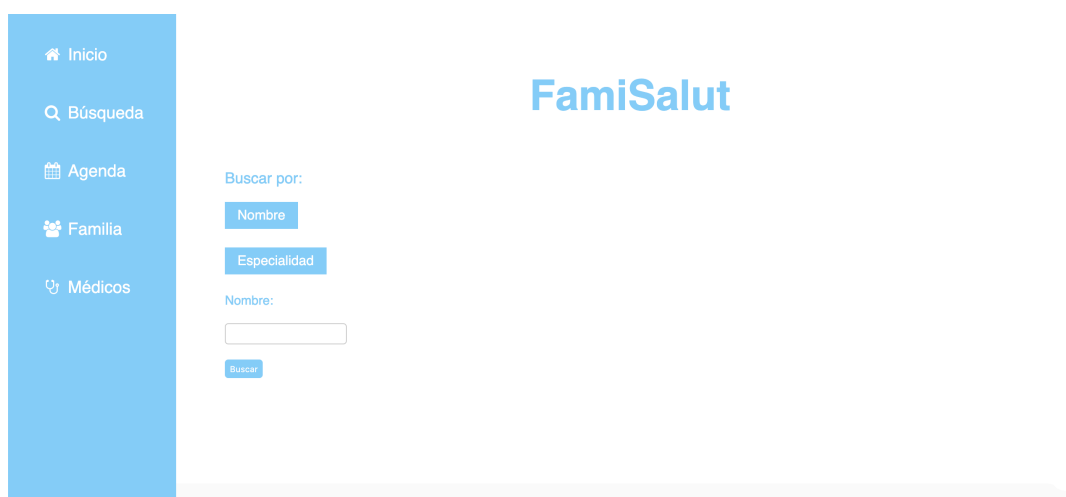 Inicio
Búsqueda
Agenda
Familia
Médicos
FamiSalut
Buscar por:
Nombre
Especialidad
Nombre:
Buscar